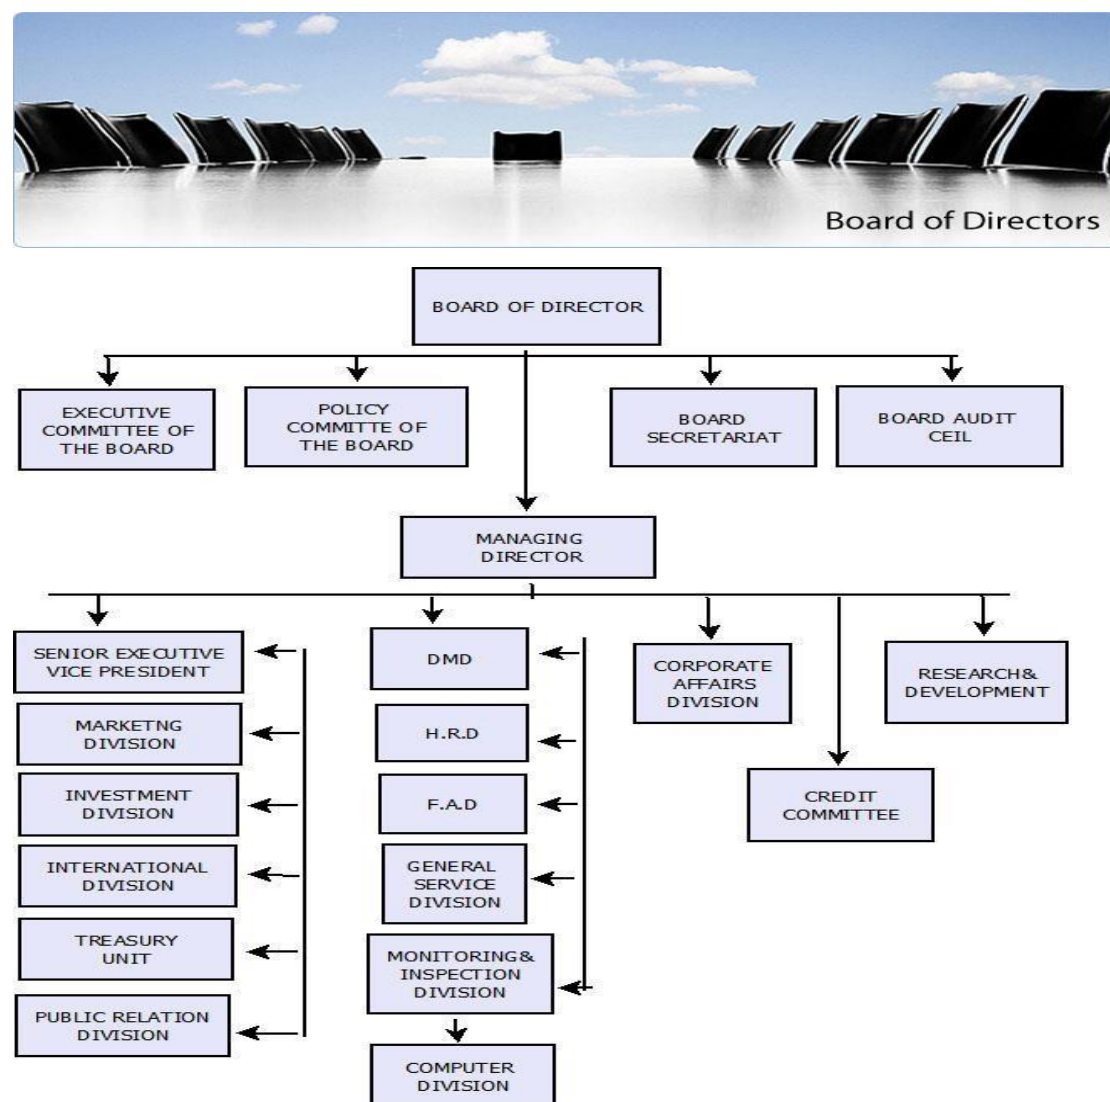 Board of Directors
BOARD OF DIRECTOR
EXECUTIVE
COMMITTEE OF
THE BOARD
POLICY
COMMITTE OF
THE BOARD
BOARD
SECRETARIAT
BOARD AUDIT
CEIL
MANAGING
DIRECTOR
SENIOR EXECUTIVE
VICE PRESIDENT
MARKETNG
DIVISION
INVESTMENT
DIVISION
INTERNATIONAL
DIVISION
TREASURY
UNIT
PUBLIC RELATION
DIVISION
DMD
H.R.D
F.A.D
GENERAL
SERVICE
DIVISION
MONITORING&
INSPECTION
DIVISION
COMPUTER
DIVISION
CORPORATE
AFFAIRS
DIVISION
CREDIT
COMMITTEE
RESEARCH&
DEVELOPMENT